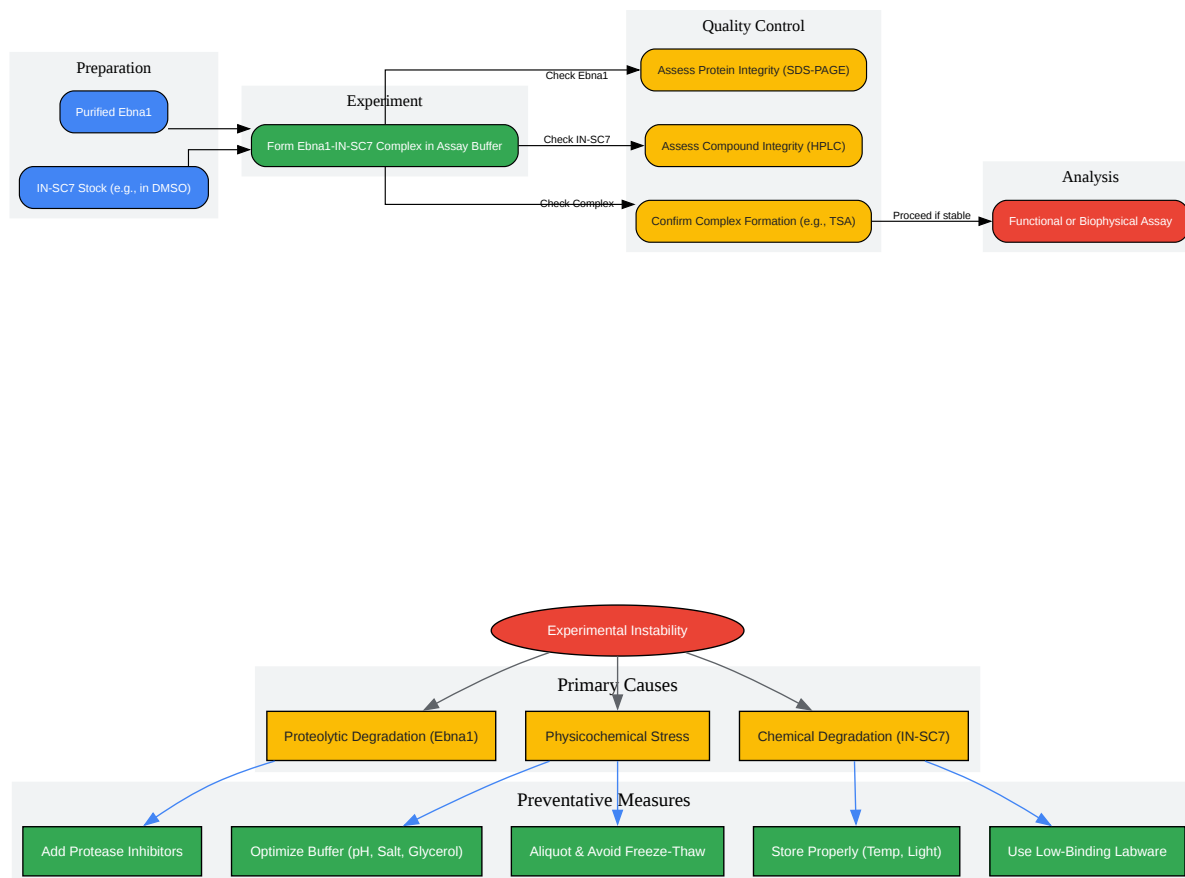 Quality Control
Preparation
Assess Protein Integrity (SDS-PAGE)
Check Ebna1
Experiment
Purified Ebna1
Check IN-SC7
Form Ebna1-IN-SC7 Complex in Assay Buffer
Assess Compound Integrity (HPLC)
Analysis
IN-SC7 Stock (e.g., in DMSO)
Check Complex
Confirm Complex Formation (e.g., TSA)
Proceed if stable
Functional or Biophysical Assay
Experimental Instability
Primary Causes
Proteolytic Degradation (Ebna1)
Physicochemical Stress
Chemical Degradation (IN-SC7)
Preventative Measures
Add Protease Inhibitors
Optimize Buffer (pH, Salt, Glycerol)
Aliquot & Avoid Freeze-Thaw
Store Properly (Temp, Light)
Use Low-Binding Labware